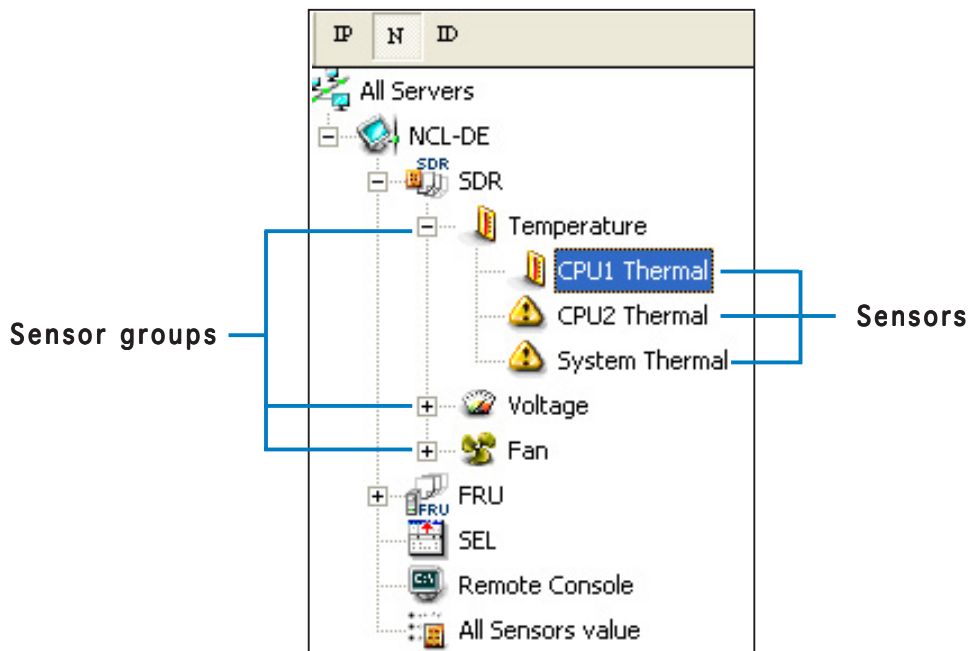 IP N ID
All Servers
NCL-DE
SDR
SDR
Temperature
CPU1 Thermal
CPU2 Thermal
System Thermal
Sensor groups
Sensors
Voltage
Fan
FRU
FRU
SEL
C:\
Remote Console
All Sensors value